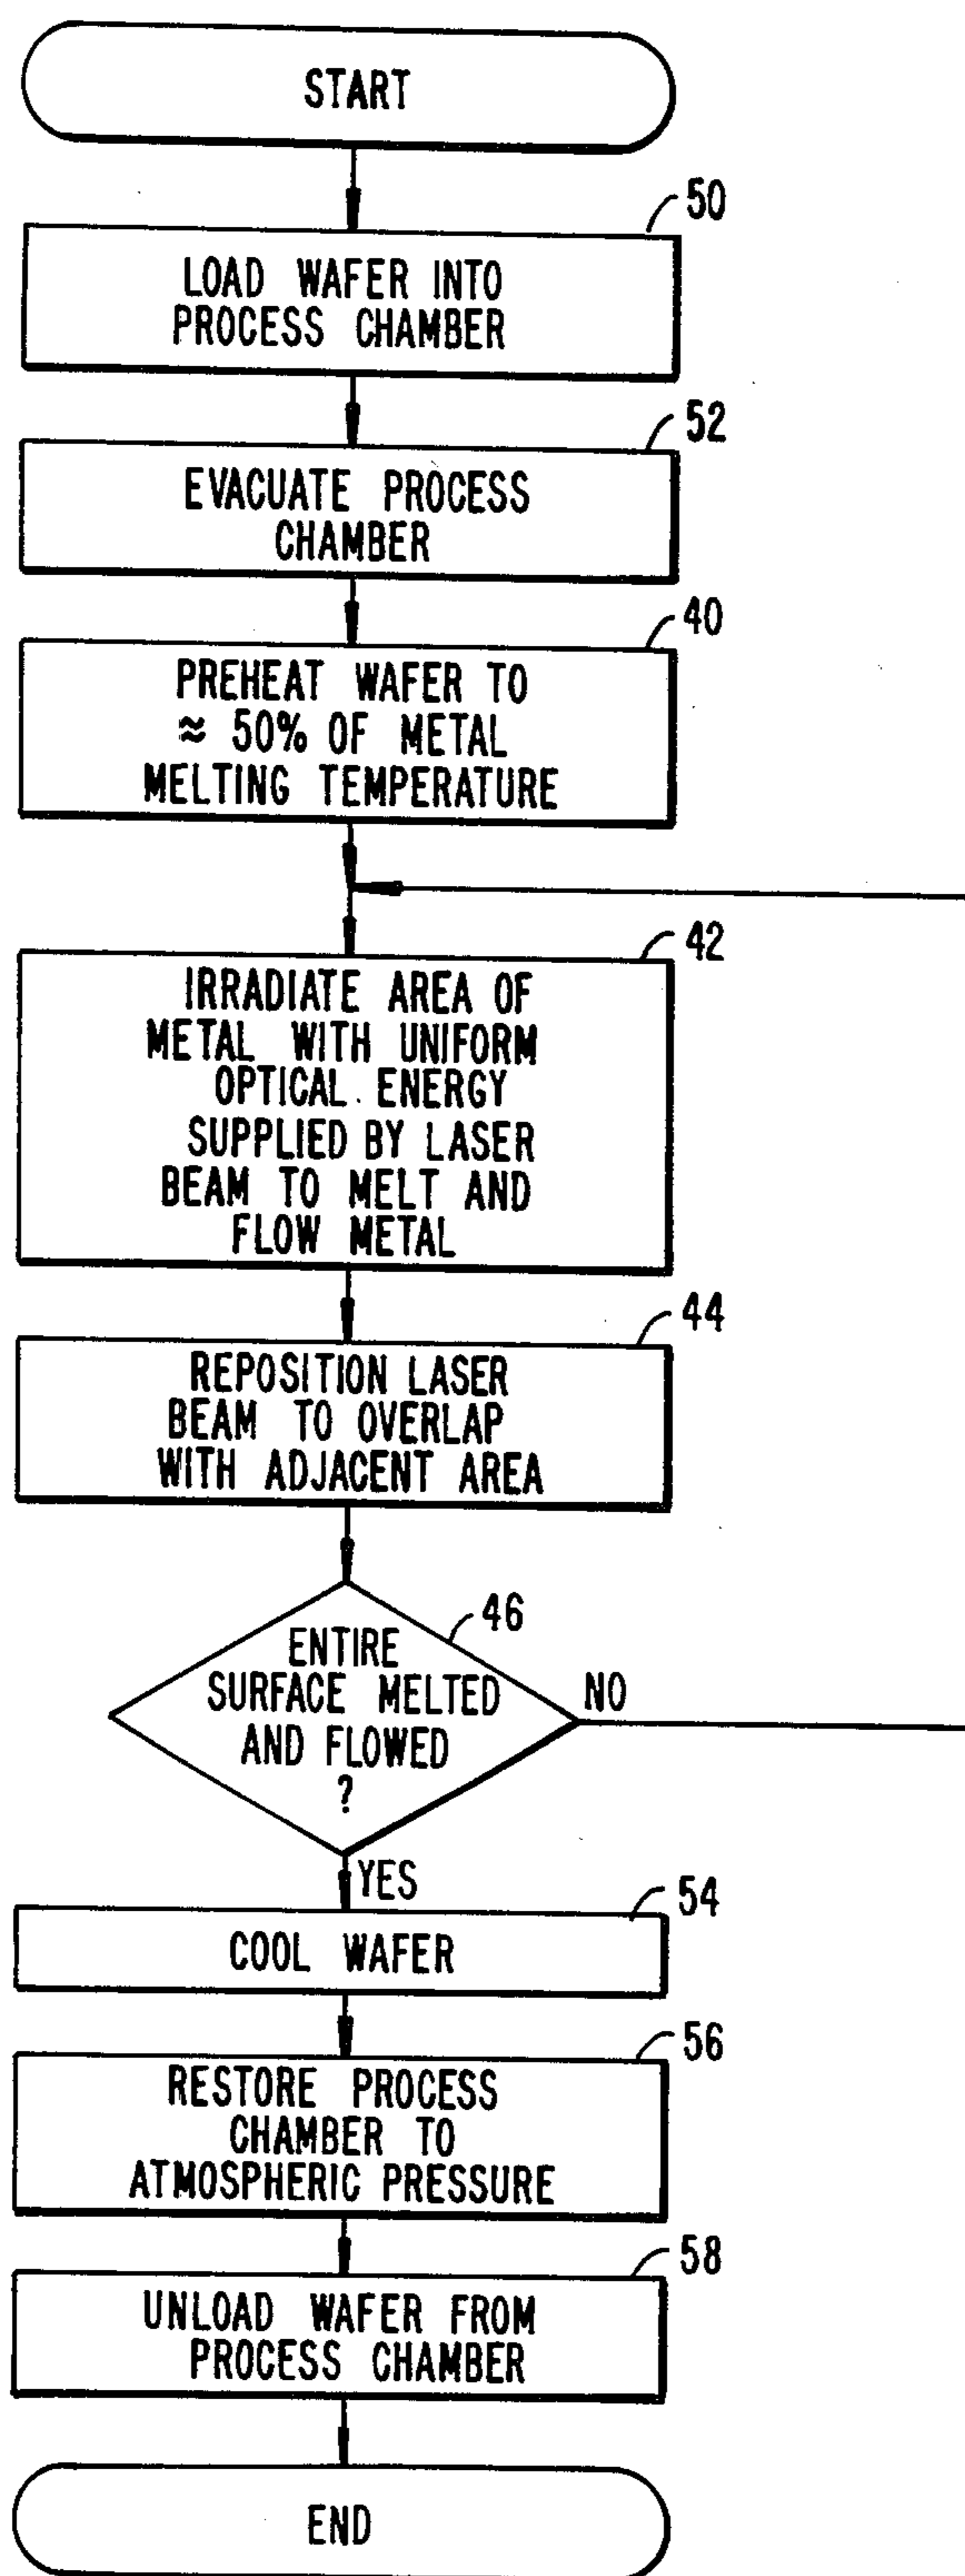 START
50
LOAD WAFER INTO
PROCESS CHAMBER
52
EVACUATE PROCESS
CHAMBER
40
PREHEAT WAFER TO
≈ 50% OF METAL
MELTING TEMPERATURE
42
IRRADIATE AREA OF
METAL WITH UNIFORM
OPTICAL ENERGY
SUPPLIED BY LASER
BEAM TO MELT AND
FLOW METAL
44
REPOSITION LASER
BEAM TO OVERLAP
WITH ADJACENT AREA
46
ENTIRE
SURFACE MELTED
AND FLOWED
?
NO
YES
54
COOL WAFER
56
RESTORE PROCESS
CHAMBER TO
ATMOSPHERIC PRESSURE
58
UNLOAD WAFER FROM
PROCESS CHAMBER
END